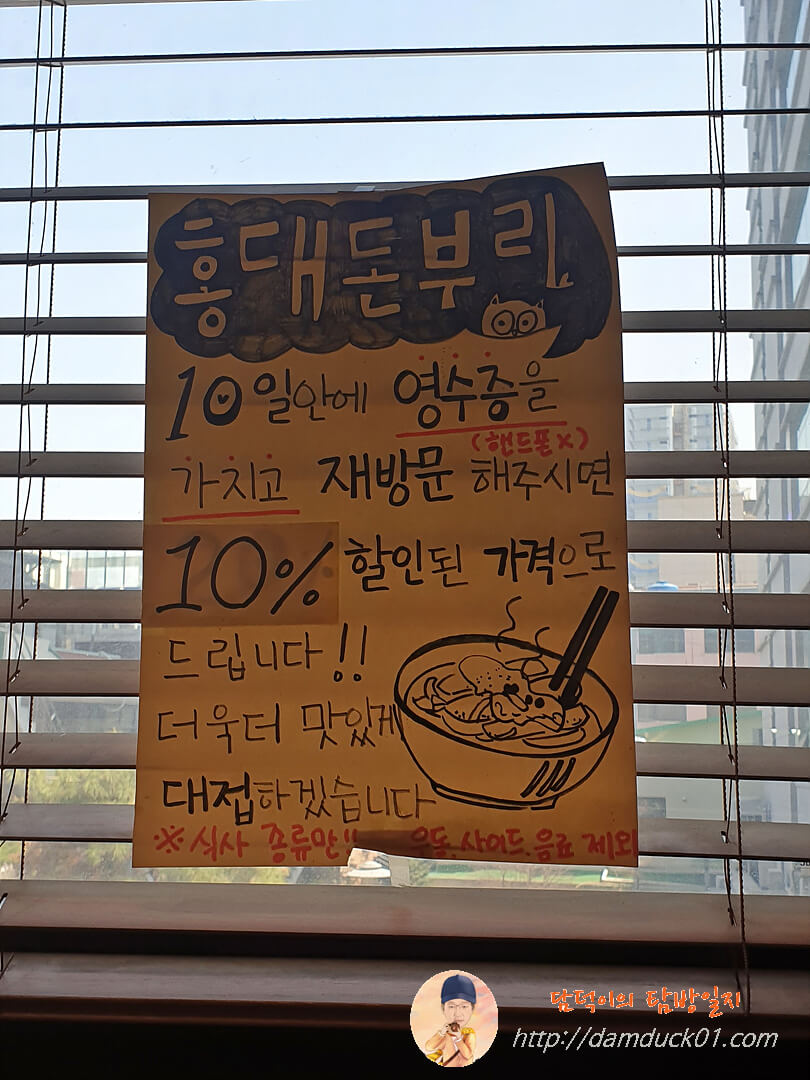 홍대돈부리
10일안에 영수증을
(핸드폰X)
가치고 재방문 해주시면
10% 할인된 가격으로
드립니다!!
더욱더 맛있게
대접하겠습니다
※식사 종류만!! 우동, 사이드, 음료 제외
단덕이의 탐방일지
http://damduck01.com